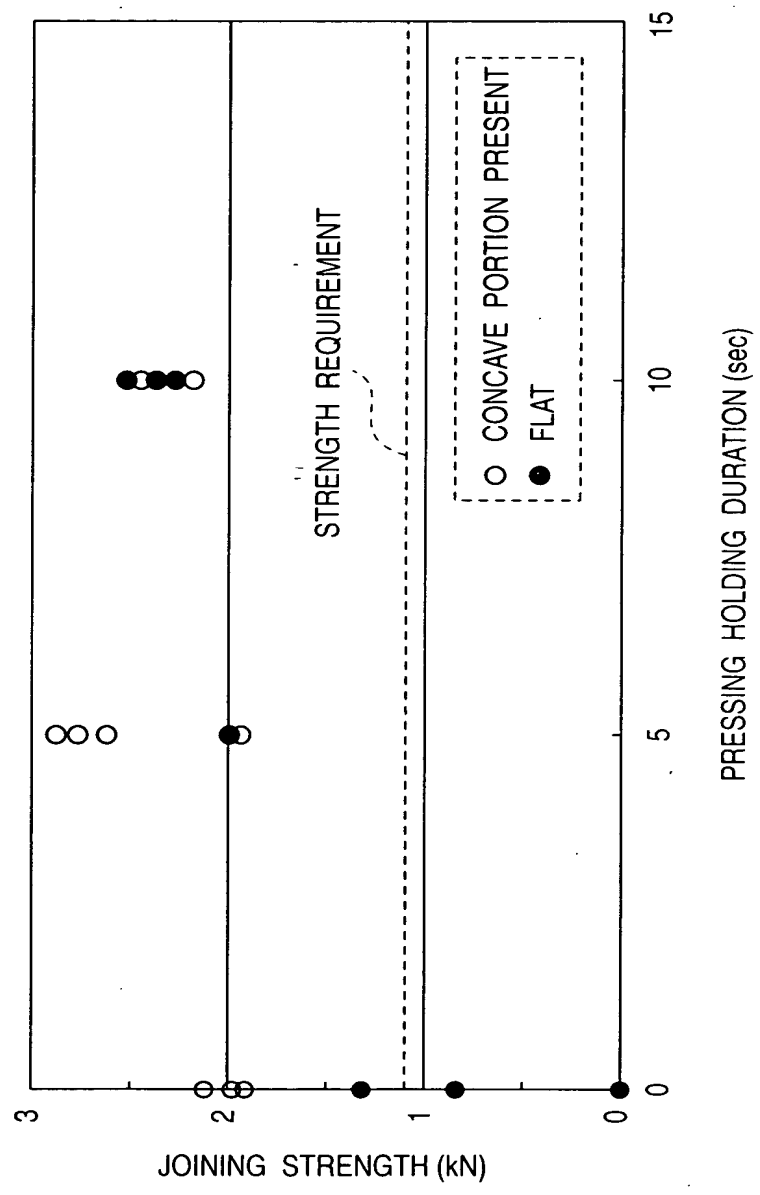 JOINING STRENGTH (kN)
3
2
1
0
STRENGTH REQUIREMENT
CONCAVE PORTION PRESENT
FLAT
0
5
10
15
PRESSING HOLDING DURATION (sec)